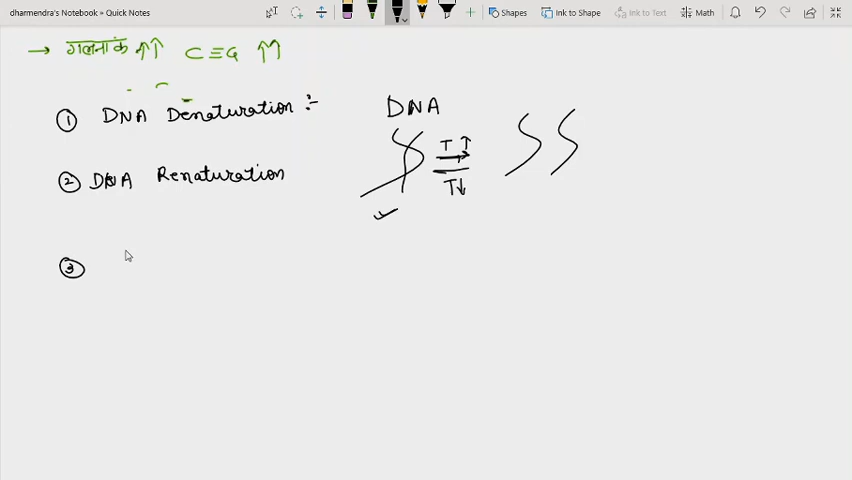 dharmendra's Notebook » Quick Notes
Shapes Ink to Shape Ink to Text Math
→ गलनांक ↑↑ C≡G ↑↑
① DNA Denaturation :-
DNA
T↑
T↓
② DNA Renaturation
③